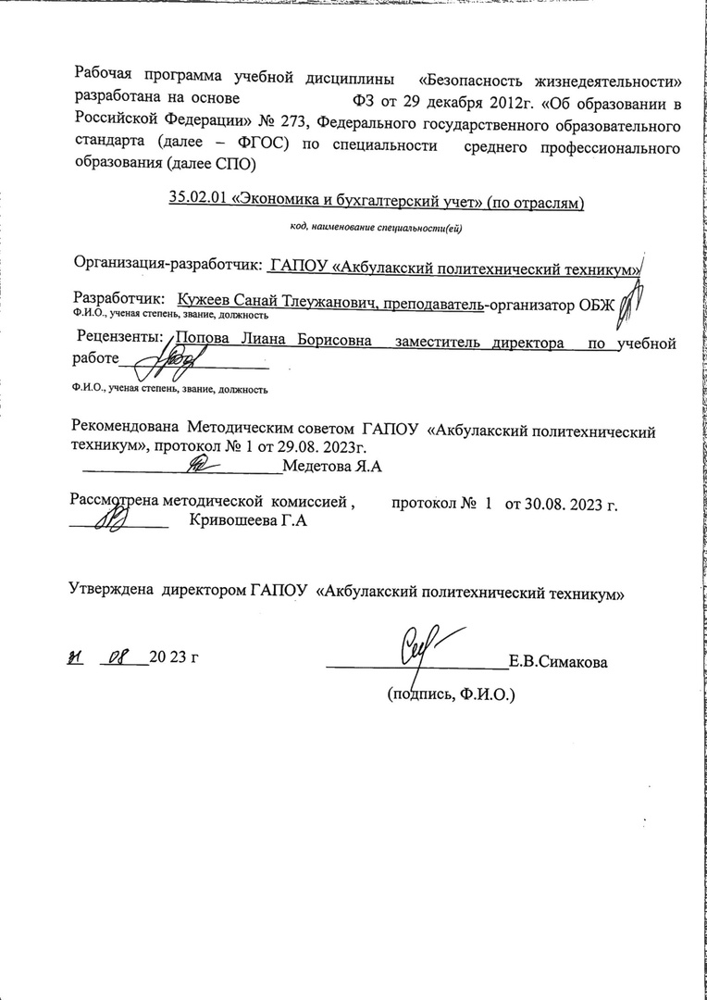 Рабочая программа учебной дисциплины «Безопасность жизнедеятельности»
разработана на основе ФЗ от 29 декабря 2012г. «Об образовании в
Российской Федерации» № 273, Федерального государственного образовательного
стандарта (далее – ФГОС) по специальности среднего профессионального
образования (далее СПО)
35.02.01 «Экономика и бухгалтерский учет» (по отраслям)
код, наименование специальности(ей)
Организация-разработчик: ГАПОУ «Акбулакский политехнический техникум»
Разработчик: Кужеев Санай Тлеужанович, преподаватель-организатор ОБЖ
Ф.И.О., ученая степень, звание, должность
Рецензенты: Попова Лиана Борисовна заместитель директора по учебной
работе
Ф.И.О., ученая степень, звание, должность
Рекомендована Методическим советом ГАПОУ «Акбулакский политехнический
техникум», протокол № 1 от 29.08. 2023г.
Медетова Я.А
Рассмотрена методической комиссией , протокол № 1 от 30.08. 2023 г.
Кривошеева Г.А
Утверждена директором ГАПОУ «Акбулакский политехнический техникум»
31 08 20 23 г Е.В.Симакова
(подпись, Ф.И.О.)